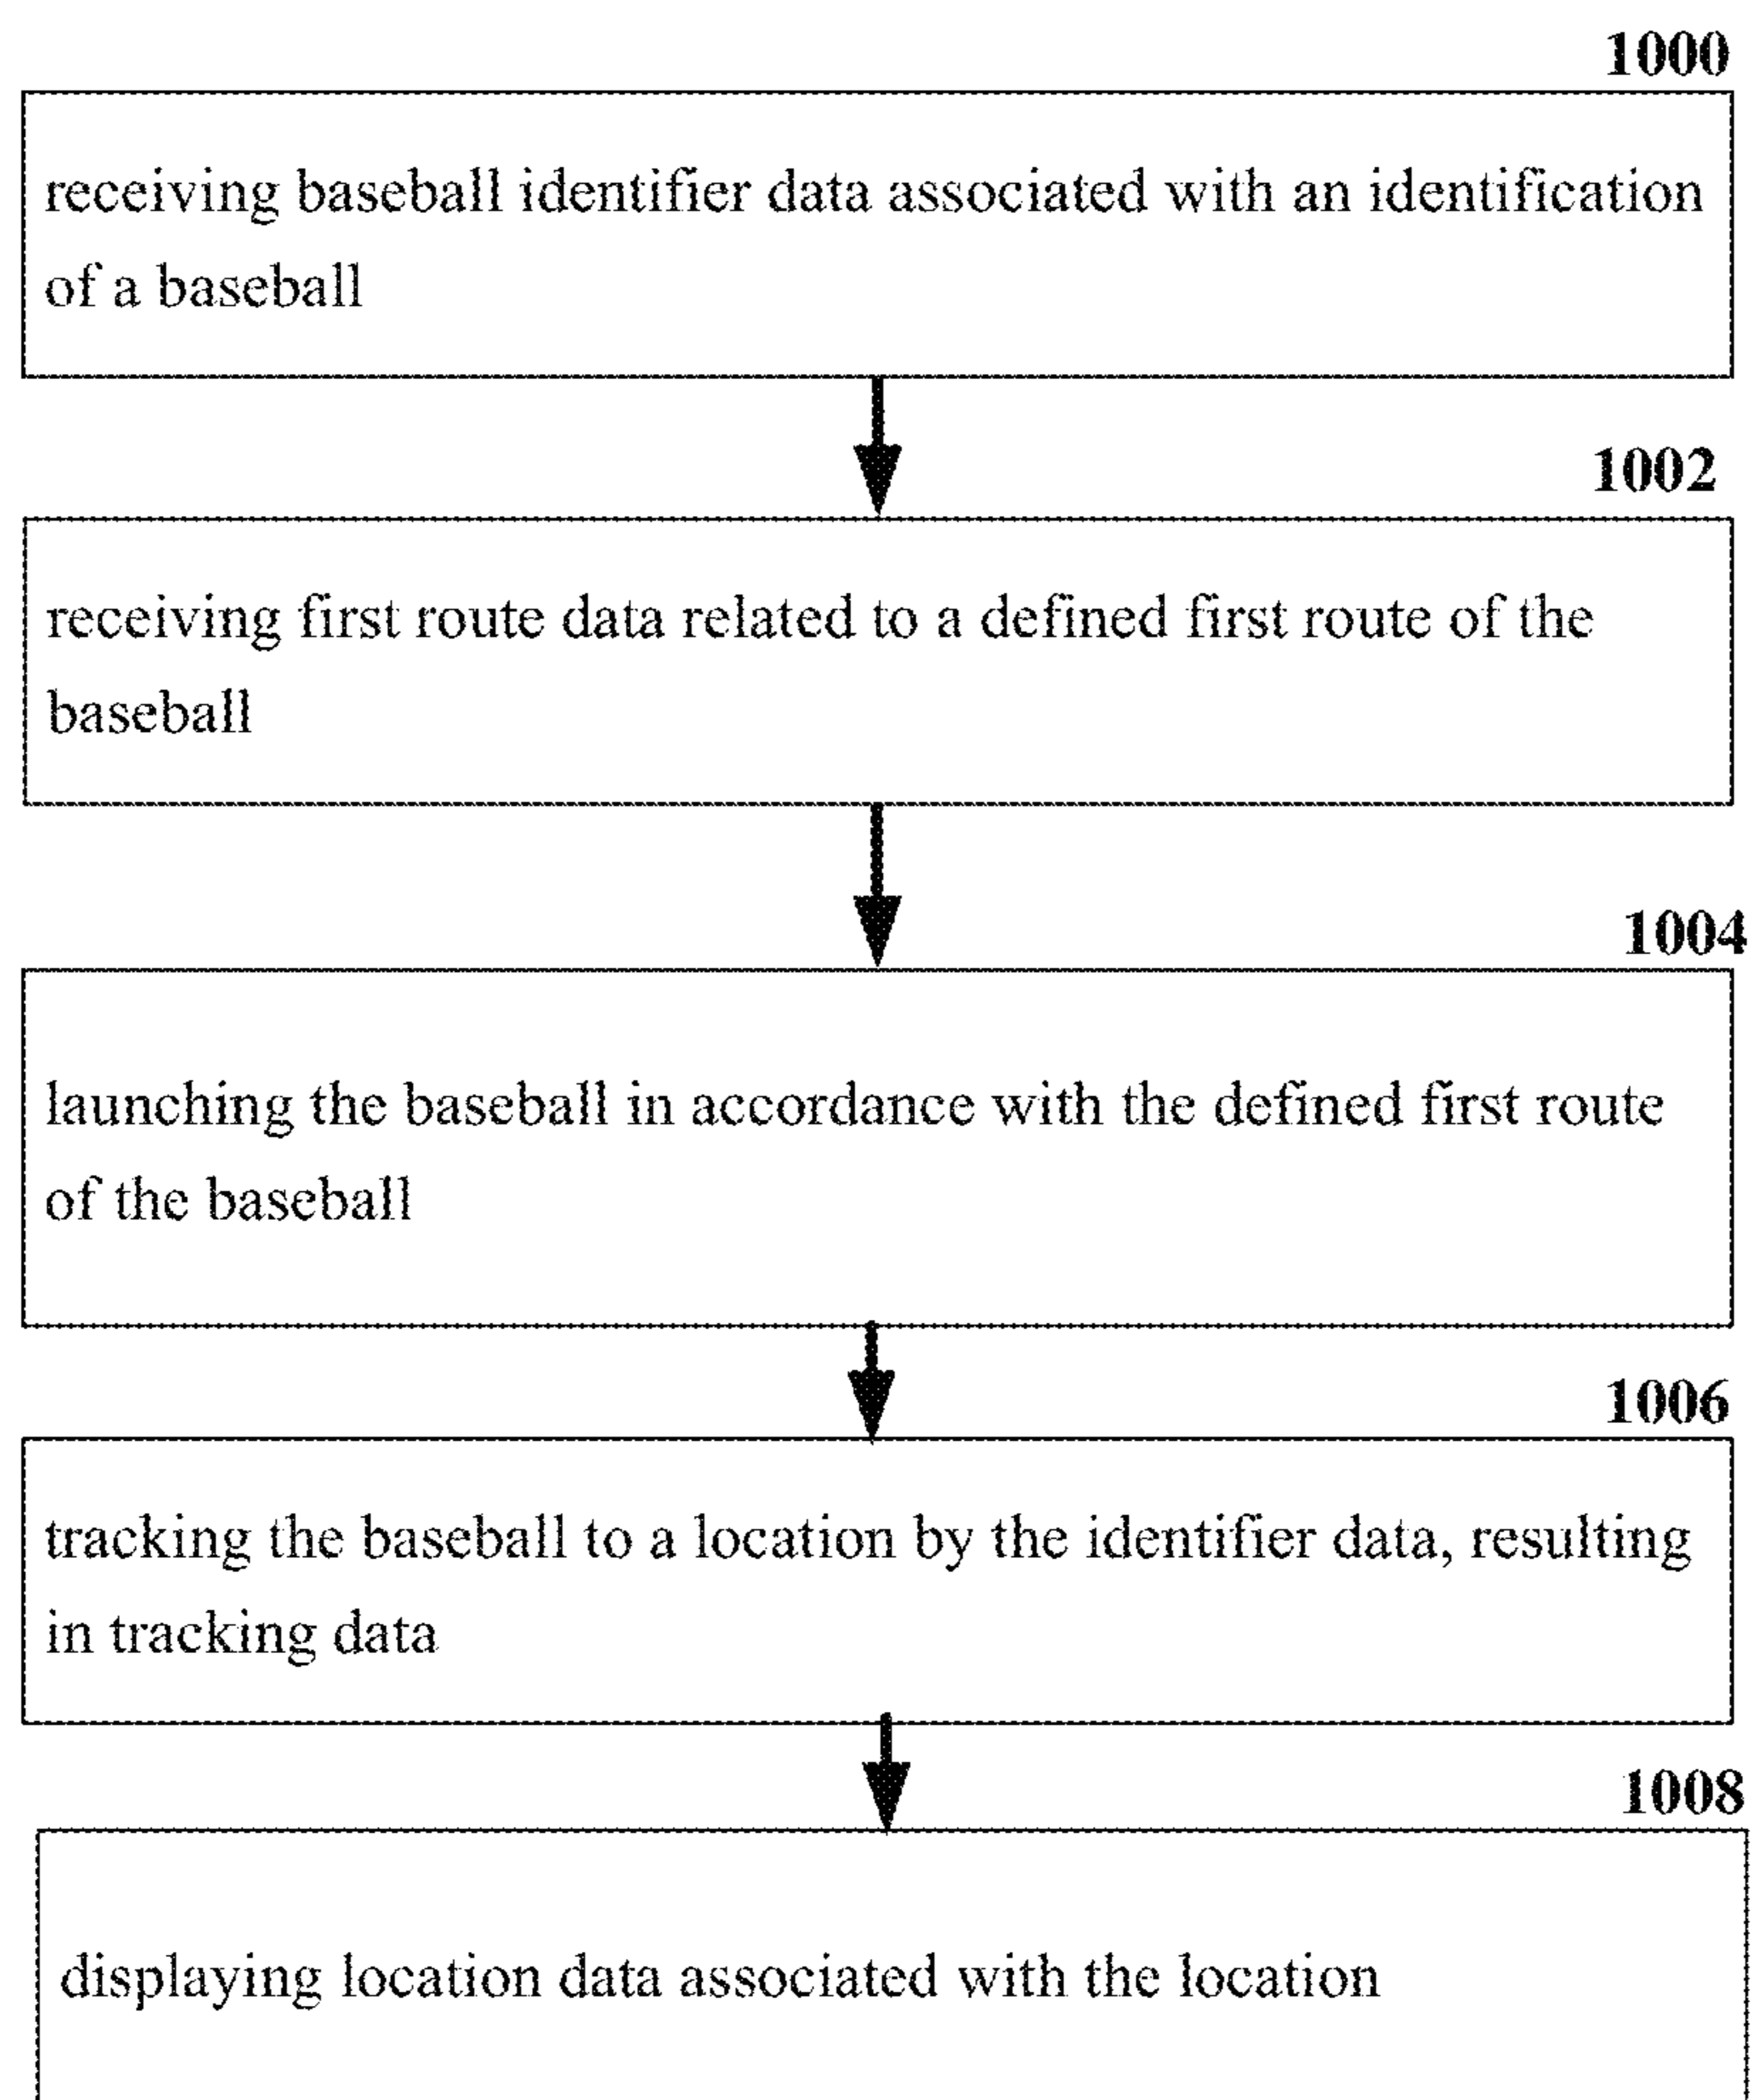 1000
receiving baseball identifier data associated with an identification
of a baseball
1002
receiving first route data related to a defined first route of the
baseball
1004
launching the baseball in accordance with the defined first route
of the baseball
1006
tracking the baseball to a location by the identifier data, resulting
in tracking data
1008
displaying location data associated with the location